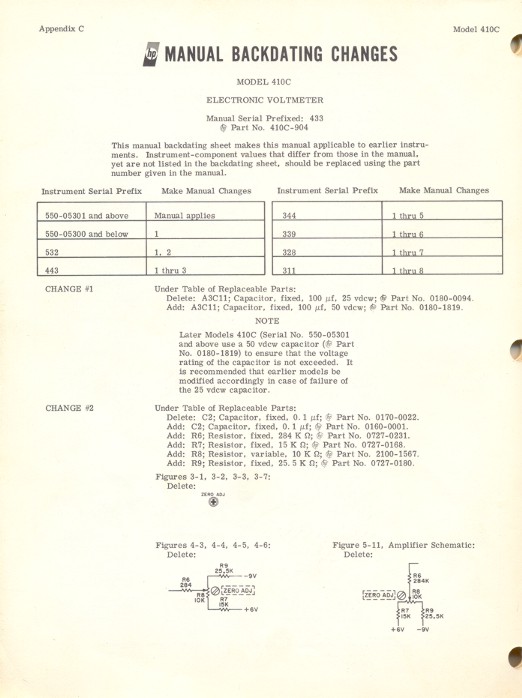 Appendix C Model 410C
hp MANUAL BACKDATING CHANGES
MODEL 410C
ELECTRONIC VOLTMETER
Manual Serial Prefixed: 433
hp Part No. 410C-904
This manual backdating sheet makes this manual applicable to earlier instru-
ments. Instrument-component values that differ from those in the manual,
yet are not listed in the backdating sheet, should be replaced using the part
number given in the manual.
Instrument Serial Prefix Make Manual Changes Instrument Serial Prefix Make Manual Changes
550-05301 and above Manual applies 344 1 thru 5
550-05300 and below 1 339 1 thru 6
532 1, 2 328 1 thru 7
443 1 thru 3 311 1 thru 8
CHANGE #1 Under Table of Replaceable Parts:
Delete: A3C11; Capacitor, fixed, 100 μf, 25 vdcw; hp Part No. 0180-0094.
Add: A3C11; Capacitor, fixed, 100 μf, 50 vdcw; hp Part No. 0180-1819.
NOTE
Later Models 410C (Serial No. 550-05301
and above use a 50 vdcw capacitor (hp Part
No. 0180-1819) to ensure that the voltage
rating of the capacitor is not exceeded. It
is recommended that earlier models be
modified accordingly in case of failure of
the 25 vdcw capacitor.
CHANGE #2 Under Table of Replaceable Parts:
Delete: C2; Capacitor, fixed, 0.1 μf; hp Part No. 0170-0022.
Add: C2; Capacitor, fixed, 0.1 μf; hp Part No. 0160-0001.
Add: R6; Resistor, fixed, 284 K Ω; hp Part No. 0727-0231.
Add: R7; Resistor, fixed, 15 K Ω; hp Part No. 0727-0168.
Add: R8; Resistor, variable, 10 K Ω; hp Part No. 2100-1567.
Add: R9; Resistor, fixed, 25.5 K Ω; hp Part No. 0727-0180.
Figures 3-1, 3-2, 3-3, 3-7:
Delete:
ZERO ADJ
Figures 4-3, 4-4, 4-5, 4-6: Figure 5-11, Amplifier Schematic:
Delete: Delete:
R9
25.5K
-9V
R6
284
R8
10K
ZERO ADJ
R7
15K
+6V
R6
284K
ZERO ADJ
R8
10K
R7
15K
R9
25.5K
+6V -9V